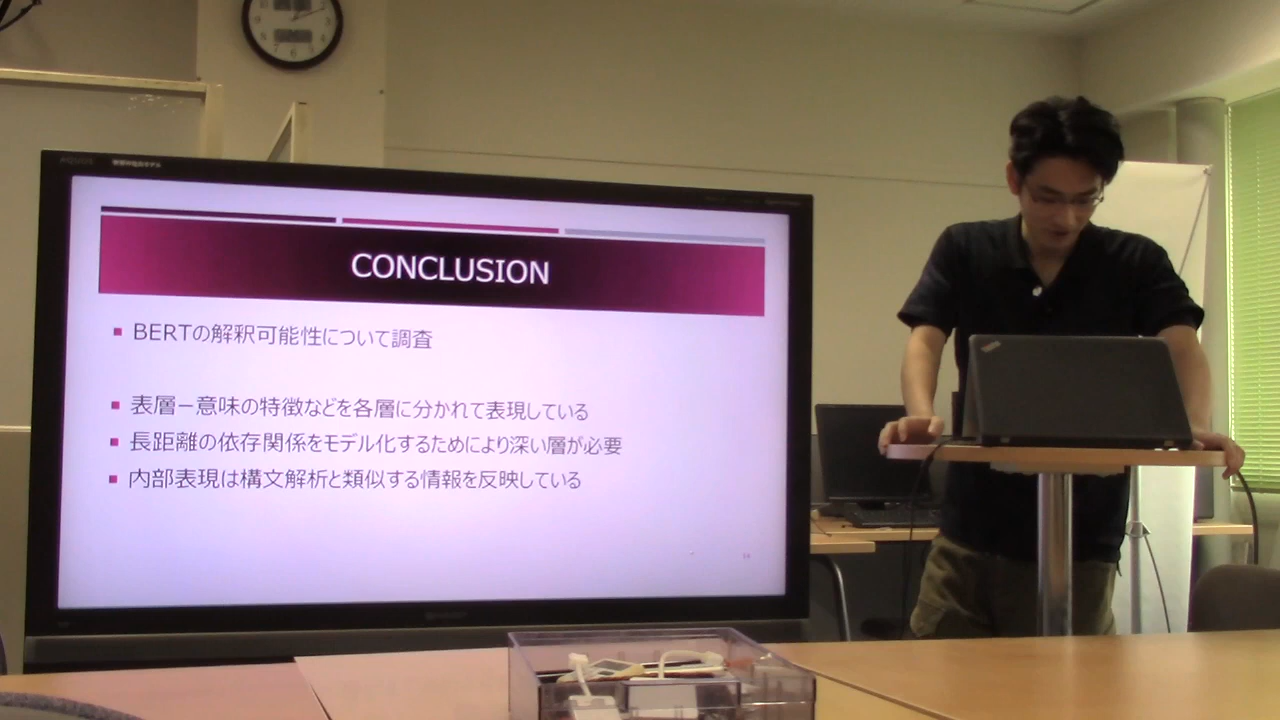 CONCLUSION
BERTの解釈可能性について調査
表層－意味の特徴などを各層に分かれて表現している
長距離の依存関係をモデル化するためにより深い層が必要
内部表現は構文解析と類似する情報を反映している